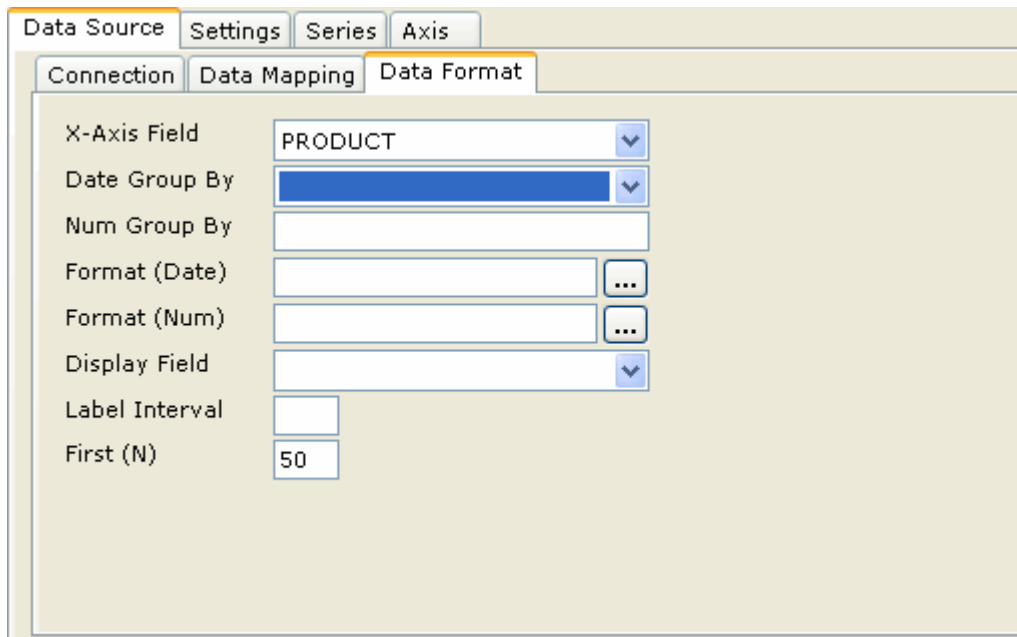 Data Source Settings Series Axis
Connection Data Mapping Data Format
X-Axis Field PRODUCT
Date Group By
Num Group By
Format (Date) ...
Format (Num) ...
Display Field
Label Interval
First (N) 50